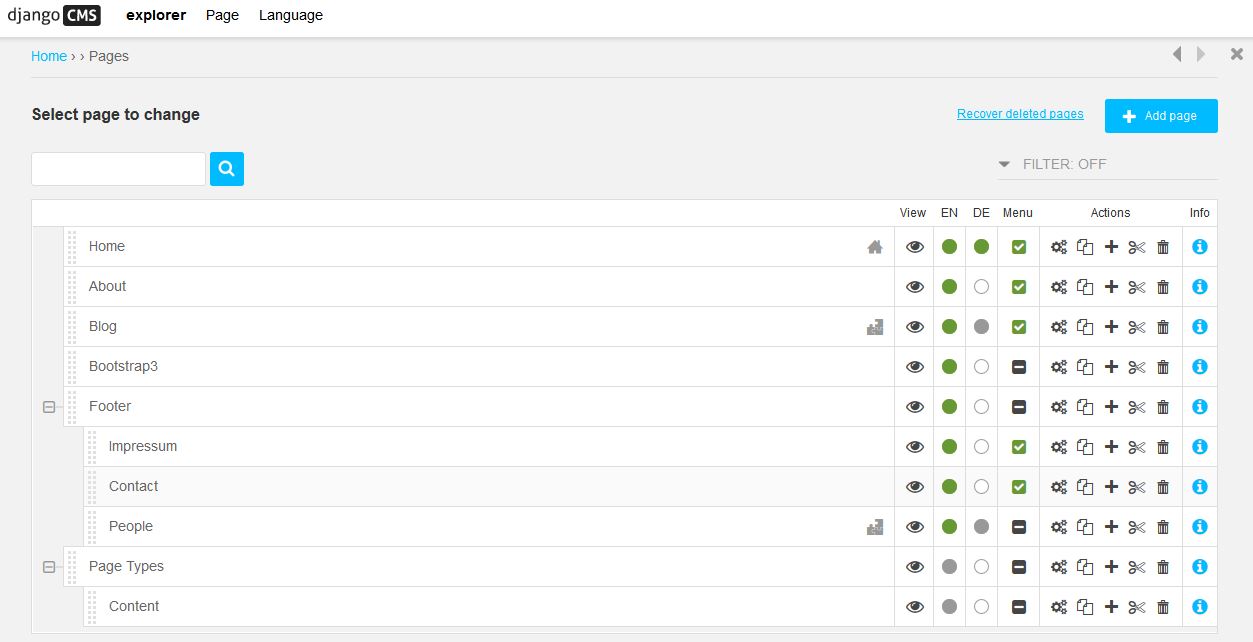 django CMS explorer Page Language
Home › › Pages
Select page to change
Recover deleted pages
Add page
FILTER: OFF
View EN DE Menu Actions Info
Home
About
Blog
Bootstrap3
Footer
Impressum
Contact
People
Page Types
Content